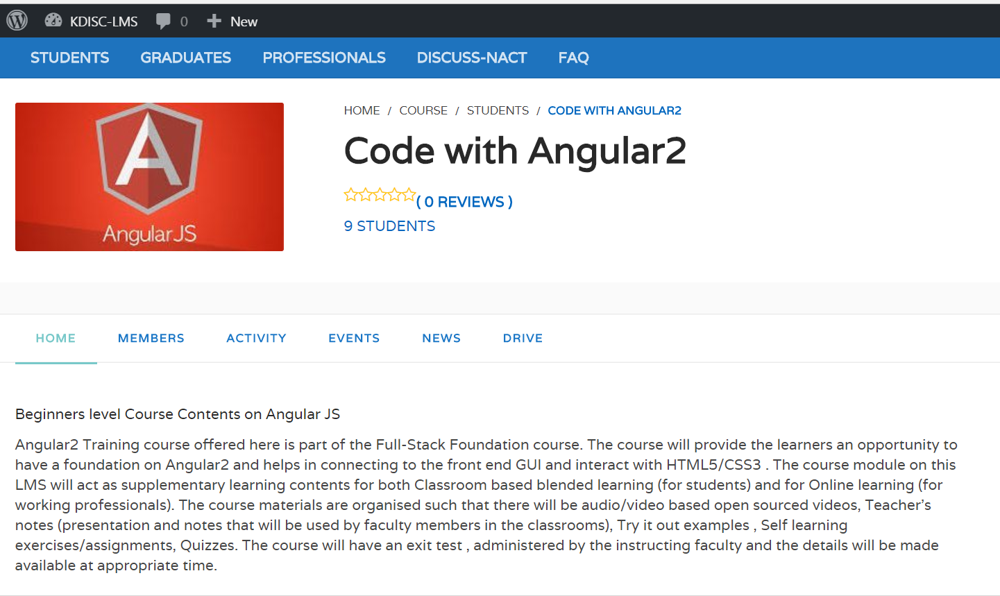 KDISC-LMS 0 New
STUDENTS GRADUATES PROFESSIONALS DISCUSS-NACT FAQ
A
AngularJS
HOME / COURSE / STUDENTS / CODE WITH ANGULAR2
Code with Angular2
( 0 REVIEWS )
9 STUDENTS
HOME MEMBERS ACTIVITY EVENTS NEWS DRIVE
Beginners level Course Contents on Angular JS
Angular2 Training course offered here is part of the Full-Stack Foundation course. The course will provide the learners an opportunity to
have a foundation on Angular2 and helps in connecting to the front end GUI and interact with HTML5/CSS3 . The course module on this
LMS will act as supplementary learning contents for both Classroom based blended learning (for students) and for Online learning (for
working professionals). The course materials are organised such that there will be audio/video based open sourced videos, Teacher’s
notes (presentation and notes that will be used by faculty members in the classrooms), Try it out examples , Self learning
exercises/assignments, Quizzes. The course will have an exit test , administered by the instructing faculty and the details will be made
available at appropriate time.